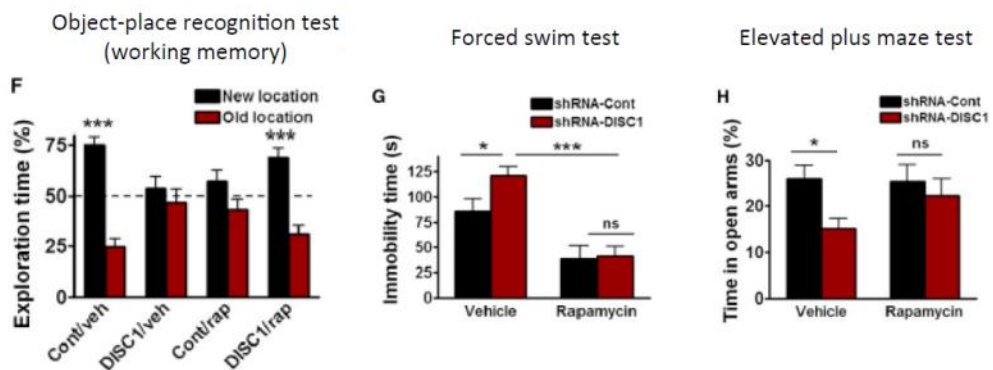 Object-place recognition test
(working memory)
Forced swim test
Elevated plus maze test
F
New location
Old location
***
***
75
50
25
0
Exploration time (%)
Cont/veh
DISC1/veh
Cont/rap
DISC1/rap
G
shRNA-Cont
shRNA-DISC1
*
***
ns
125
100
75
50
25
0
Immobility time (s)
Vehicle
Rapamycin
H
shRNA-Cont
shRNA-DISC1
*
ns
30
20
10
0
Time in open arms (%)
Vehicle
Rapamycin